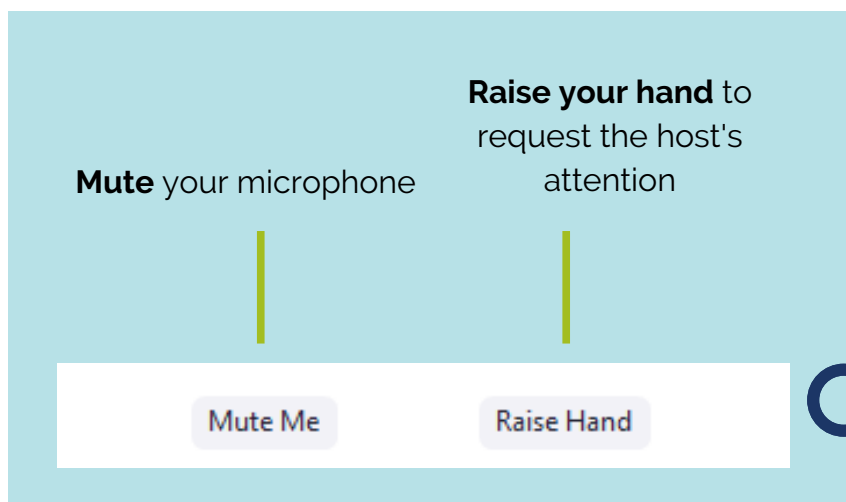 Mute your microphone
Raise your hand to
request the host's
attention
Mute Me
Raise Hand